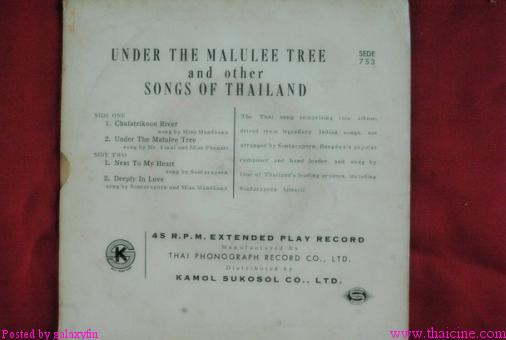 UNDER THE MALULEE TREE
and other
SONGS OF THAILAND
SEDE
753
SIDE ONE
1. Chulatrikoon River
song by Miss Mandhana
2. Under The Malulee Tree
song by Mr. Vinai and Miss
SIDE TWO
1. Next To My Heart
song by Suntaraporn
2. Deeply In Love
song by Suntaraporn and Miss Mandhana
The Thai song comprising this album,
drived from legendary Indian songs, are
arranged by Suntaraporn, Bangkok's popular
composer and band leader, and sung by
four of Thailand's leading artistes, including
Suntaraporn himself.
45 R.P.M. EXTENDED PLAY RECORD
Manufactured By
THAI PHONOGRAPH RECORD CO., LTD.
Distributed by
KAMOL SUKOSOL CO., LTD.
K
S
Posted by galaxyfin
www.thaicine.com